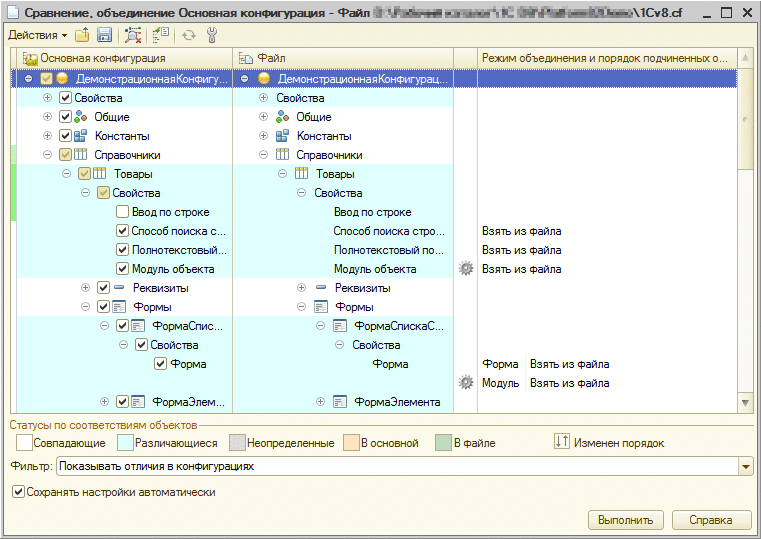 Сравнение, объединение Основная конфигурация - Файл \1Cv8.cf
Действия
Основная конфигурация Файл Режим объединения и порядок подчиненных о...
ДемонстрационнаяКонфигу... ДемонстрационнаяКонфигурац...
Свойства Свойства
Общие Общие
Константы Константы
Справочники Справочники
Товары Товары
Свойства Свойства
Ввод по строке Ввод по строке
Способ поиска с... Способ поиска стро... Взять из файла
Полнотекстовый... Полнотекстовый по... Взять из файла
Модуль объекта Модуль объекта Взять из файла
Реквизиты Реквизиты
Формы Формы
ФормаСпис... ФормаСпискаС...
Свойства Свойства
Форма Форма Форма Взять из файла
Модуль Взять из файла
ФормаЭлем... ФормаЭлемента
Статусы по соответствиям объектов
Совпадающие Различающиеся Неопределенные В основной В файле Изменен порядок
Фильтр: Показывать отличия в конфигурациях
Сохранять настройки автоматически
Выполнить Справка